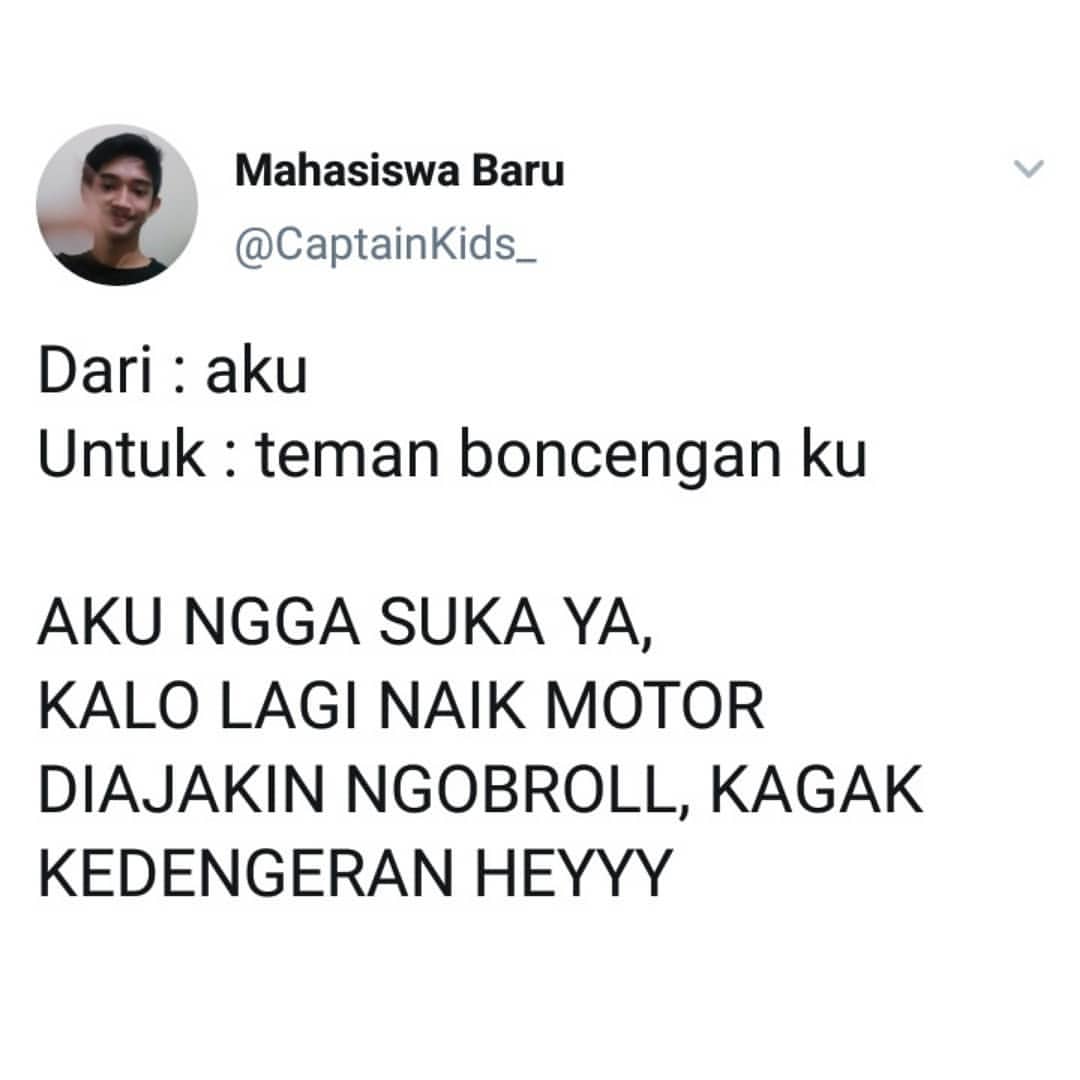 Mahasiswa Baru
@CaptainKids_
Dari : aku
Untuk : teman boncengan ku
AKU NGGA SUKA YA,
KALO LAGI NAIK MOTOR
DIAJAKIN NGOBROLL, KAGAK
KEDENGERAN HEYYY